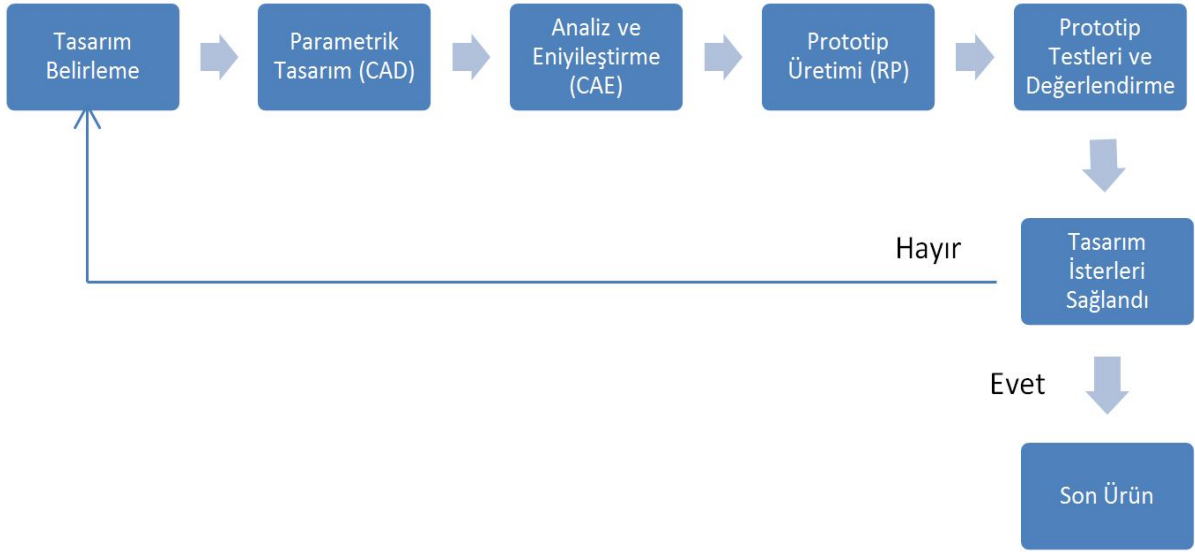 Tasarım
Belirleme
Parametrik
Tasarım (CAD)
Analiz ve
Eniyileştirme
(CAE)
Prototip
Üretimi (RP)
Prototip
Testleri ve
Değerlendirme
Hayır
Tasarım
İsterleri
Sağlandı
Evet
Son Ürün